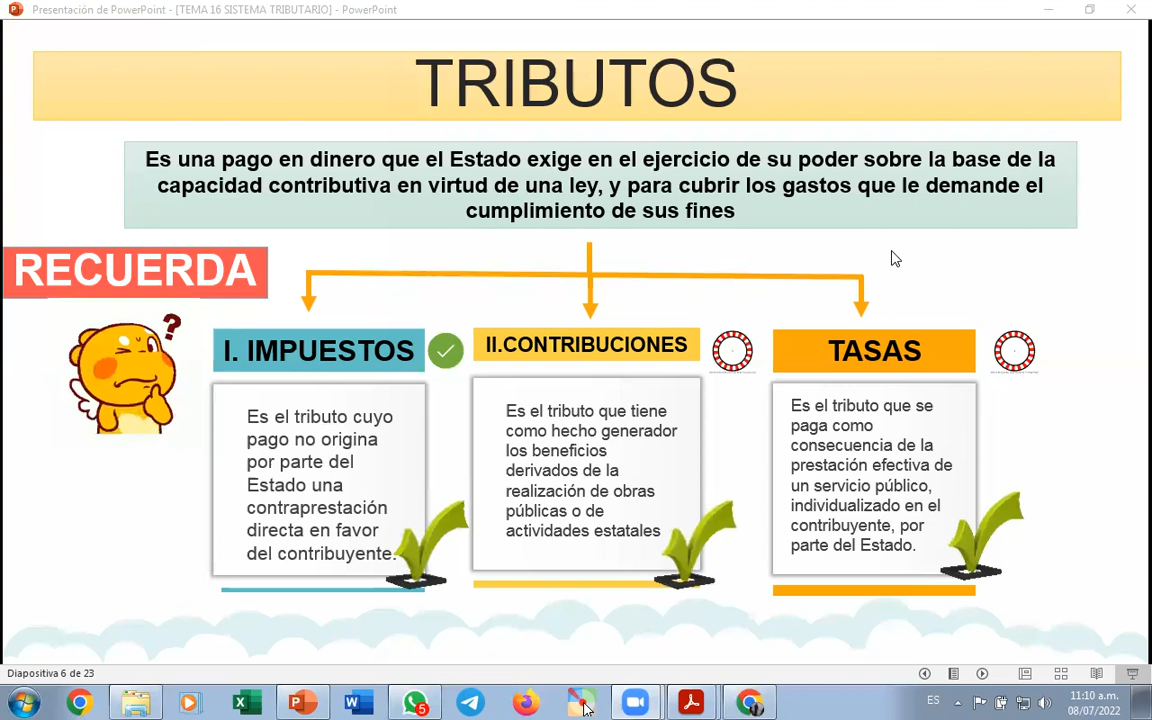 Presentación de PowerPoint - [TEMA 16 SISTEMA TRIBUTARIO] - PowerPoint
TRIBUTOS
Es una pago en dinero que el Estado exige en el ejercicio de su poder sobre la base de la
capacidad contributiva en virtud de una ley, y para cubrir los gastos que le demande el
cumplimiento de sus fines
RECUERDA
I. IMPUESTOS
Es el tributo cuyo
pago no origina
por parte del
Estado una
contraprestación
directa en favor
del contribuyente.
II.CONTRIBUCIONES
Es el tributo que tiene
como hecho generador
los beneficios
derivados de la
realización de obras
públicas o de
actividades estatales
TASAS
Es el tributo que se
paga como
consecuencia de la
prestación efectiva de
un servicio público,
individualizado en el
contribuyente, por
parte del Estado.
Diapositiva 6 de 23
5
ES
11:10 a.m.
08/07/2022